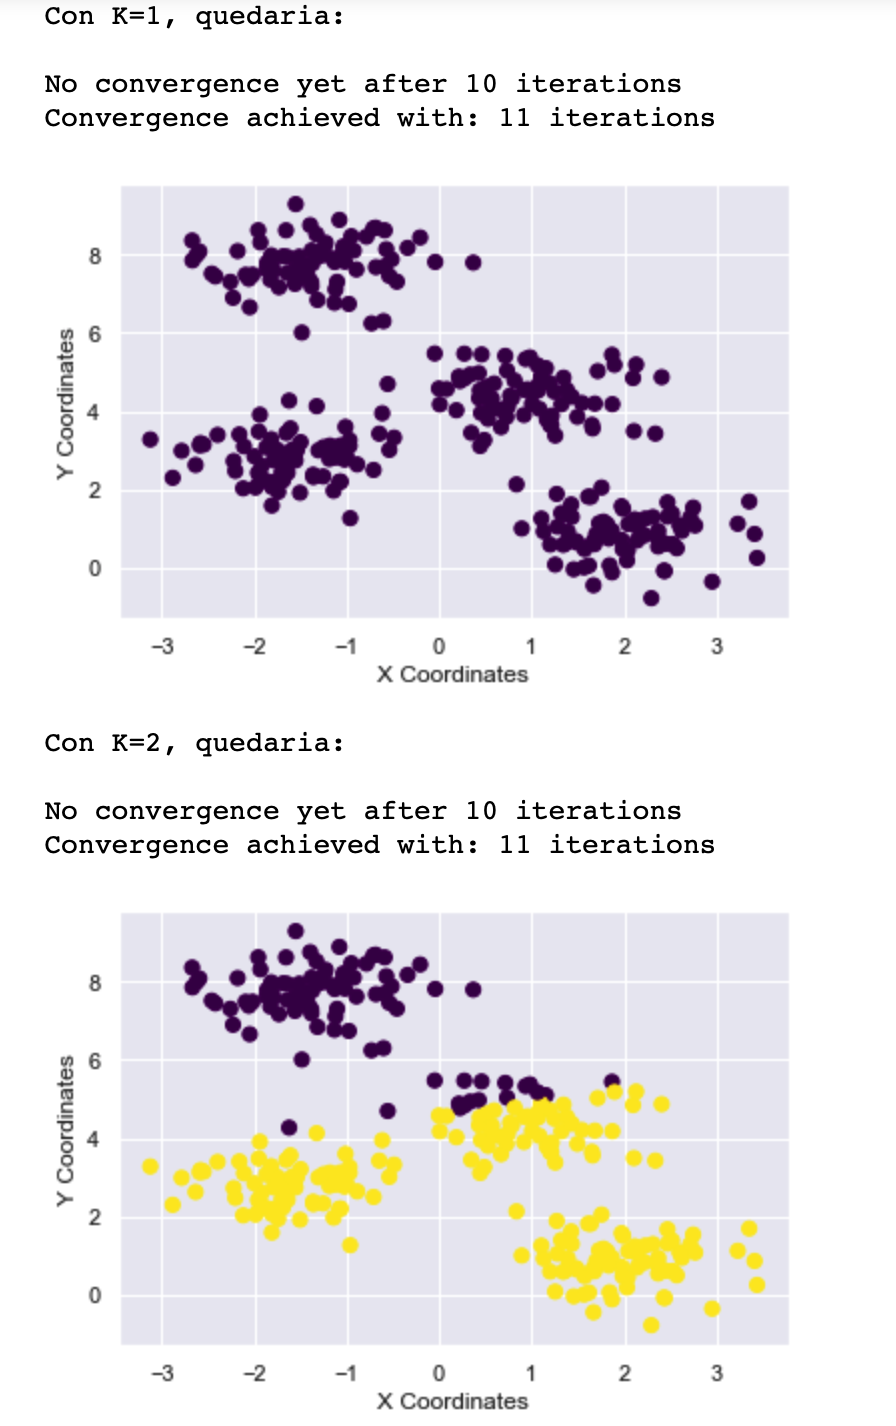 Con K=1, quedaria:
No convergence yet after 10 iterations
Convergence achieved with: 11 iterations
8
6
4
2
0
Y Coordinates
−3 −2 −1 0 1 2 3
X Coordinates
Con K=2, quedaria:
No convergence yet after 10 iterations
Convergence achieved with: 11 iterations
8
6
4
2
0
Y Coordinates
−3 −2 −1 0 1 2 3
X Coordinates